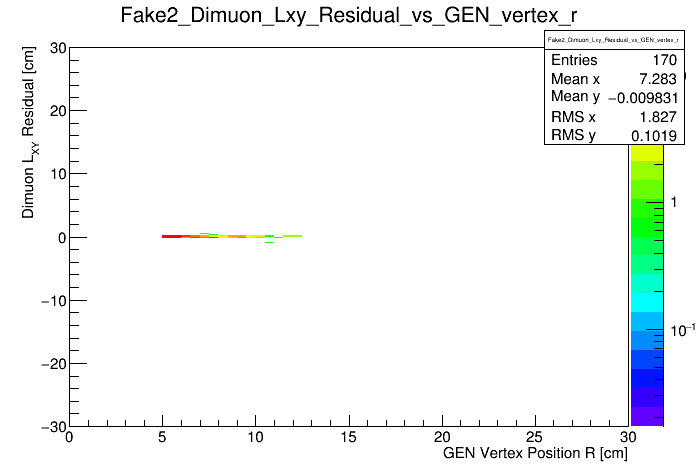 Fake2_Dimuon_Lxy_Residual_vs_GEN_vertex_r
Fake2_Dimuon_Lxy_Residual_vs_GEN_vertex_r
Entries 170
Mean x 7.283
Mean y −0.009831
RMS x 1.827
RMS y 0.1019
Dimuon LXY Residual [cm]
30
20
10
0
−10
−20
−30
0 5 10 15 20 25 30
GEN Vertex Position R [cm]
1
10−1